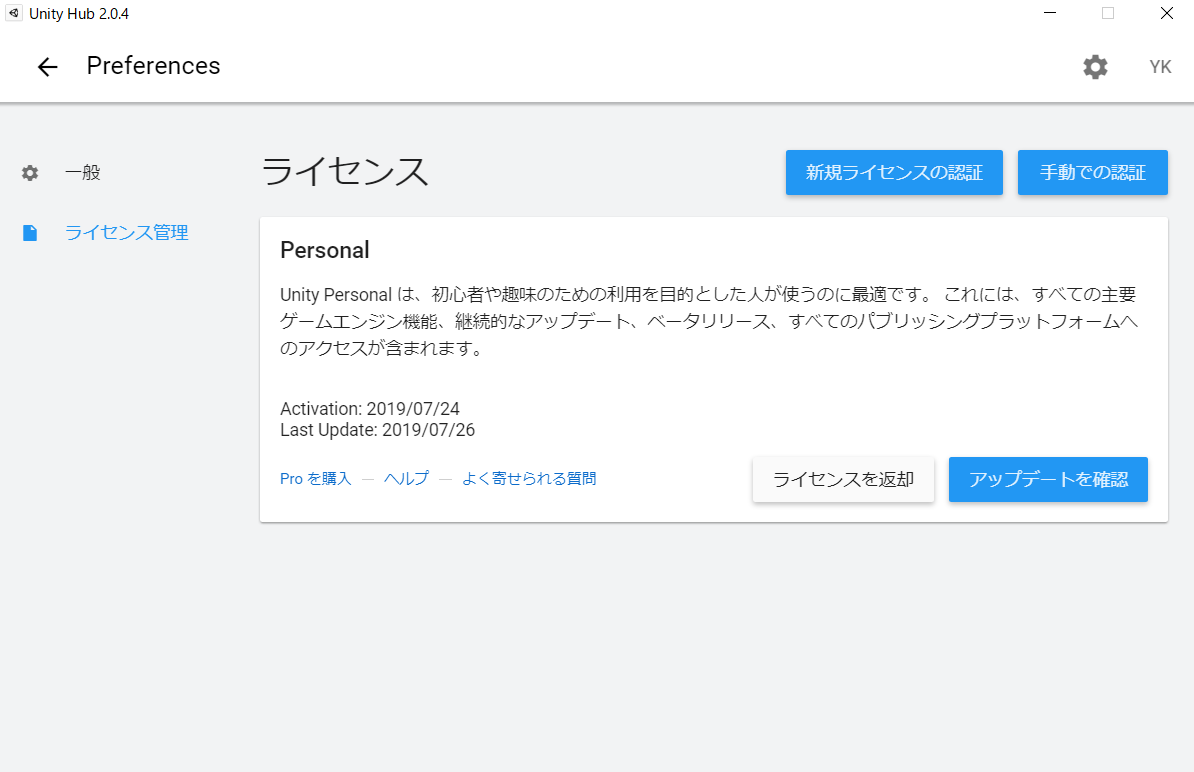 Unity Hub 2.0.4
Preferences
YK
一般
ライセンス管理
ライセンス
新規ライセンスの認証
手動での認証
Personal
Unity Personal は、初心者や趣味のための利用を目的とした人が使うのに最適です。 これには、すべての主要
ゲームエンジン機能、継続的なアップデート、ベータリリース、すべてのパブリッシングプラットフォームへ
のアクセスが含まれます。
Activation: 2019/07/24
Last Update: 2019/07/26
Pro を購入 — ヘルプ — よく寄せられる質問
ライセンスを返却
アップデートを確認